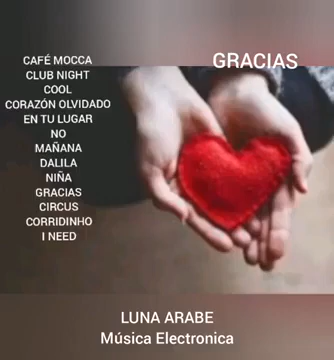 GRACIAS
CAFÉ MOCCA
CLUB NIGHT
COOL
CORAZÓN OLVIDADO
EN TU LUGAR
NO
MAÑANA
DALILA
NIÑA
GRACIAS
CIRCUS
CORRIDINHO
I NEED
LUNA ARABE
Música Electronica